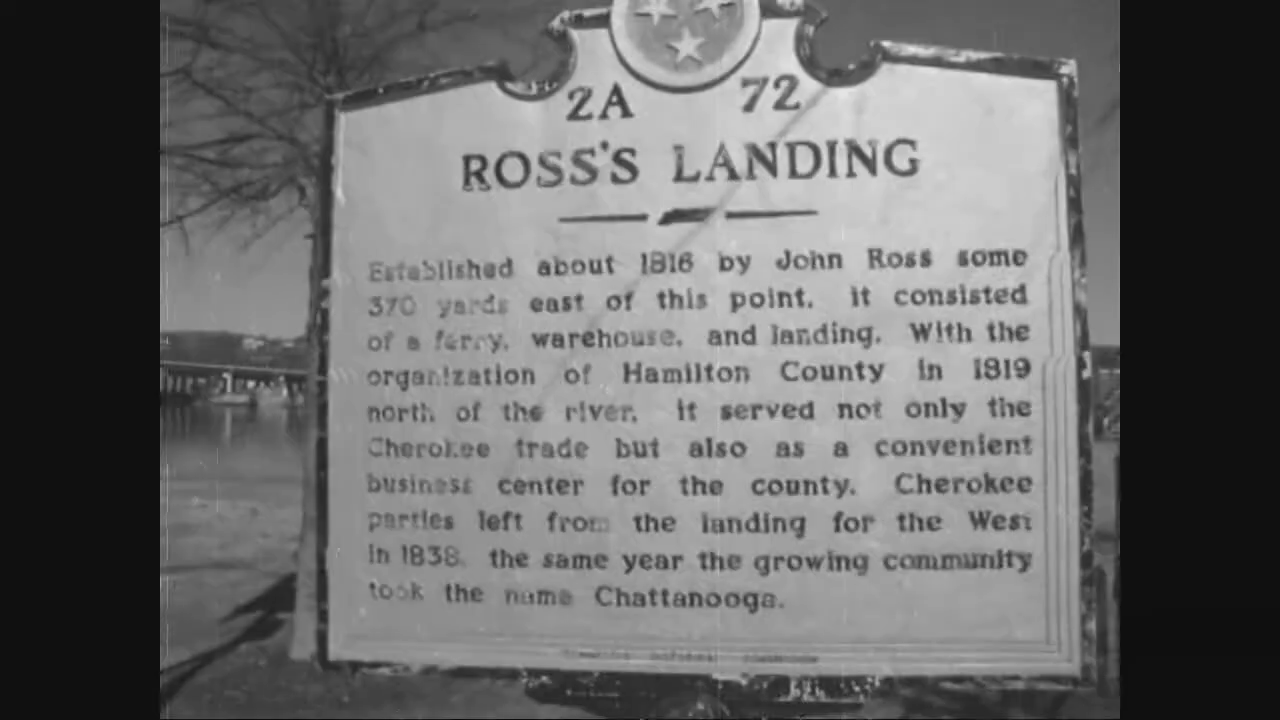 2A 72
ROSS'S LANDING
Established about 1816 by John Ross some
370 yards east of this point, it consisted
of a ferry, warehouse, and landing. With the
organization of Hamilton County in 1819
north of the river, it served not only the
Cherokee trade but also as a convenient
business center for the county. Cherokee
parties left from the landing for the West
in 1838, the same year the growing community
took the name Chattanooga.